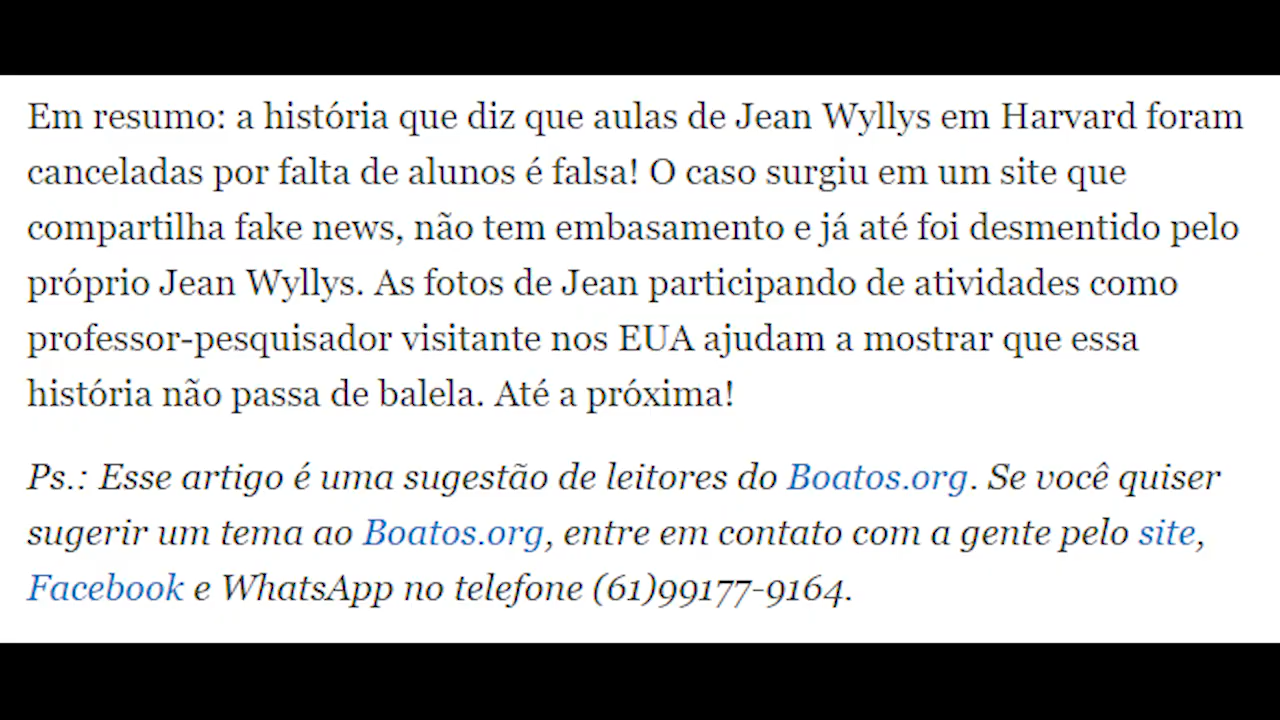 Em resumo: a história que diz que aulas de Jean Wyllys em Harvard foram
canceladas por falta de alunos é falsa! O caso surgiu em um site que
compartilha fake news, não tem embasamento e já até foi desmentido pelo
próprio Jean Wyllys. As fotos de Jean participando de atividades como
professor-pesquisador visitante nos EUA ajudam a mostrar que essa
história não passa de balela. Até a próxima!
Ps.: Esse artigo é uma sugestão de leitores do Boatos.org. Se você quiser
sugerir um tema ao Boatos.org, entre em contato com a gente pelo site,
Facebook e WhatsApp no telefone (61)99177-9164.